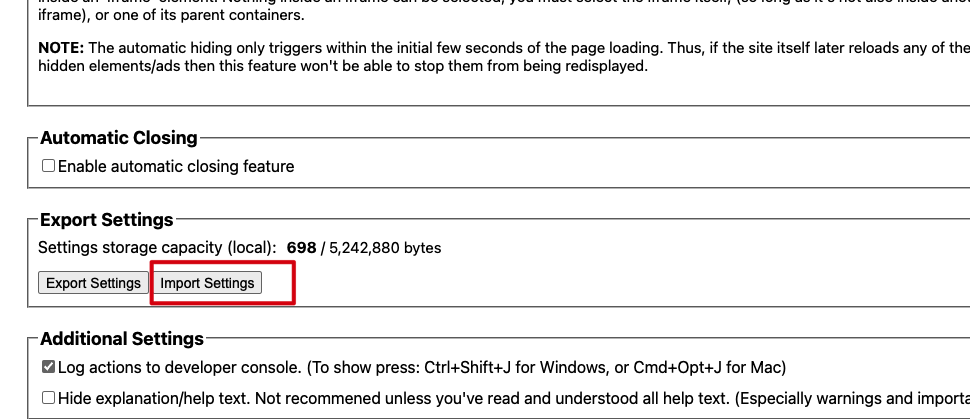 iframe), or one of its parent containers.
NOTE: The automatic hiding only triggers within the initial few seconds of the page loading. Thus, if the site itself later reloads any of the
hidden elements/ads then this feature won't be able to stop them from being redisplayed.
Automatic Closing
Enable automatic closing feature
Export Settings
Settings storage capacity (local): 698 / 5,242,880 bytes
Export Settings Import Settings
Additional Settings
Log actions to developer console. (To show press: Ctrl+Shift+J for Windows, or Cmd+Opt+J for Mac)
Hide explanation/help text. Not recommened unless you've read and understood all help text. (Especially warnings and importa